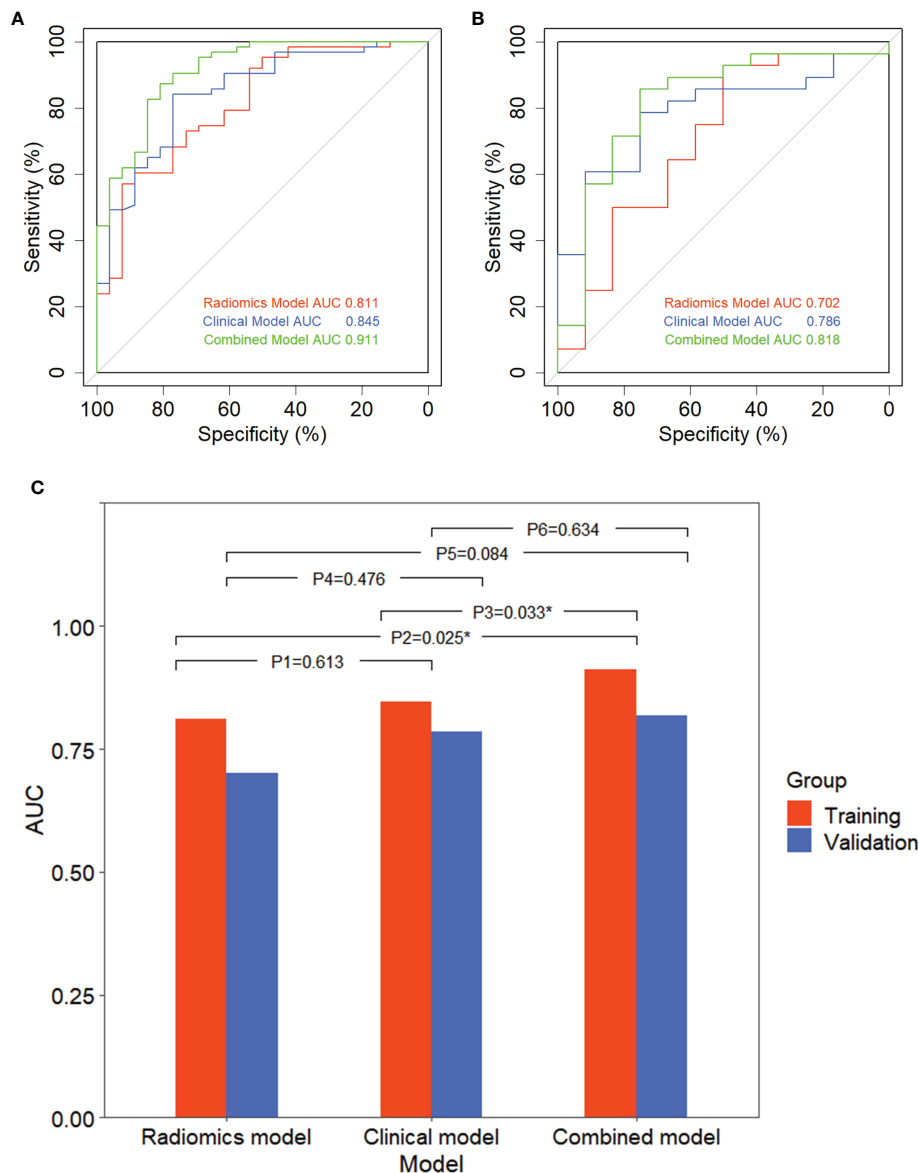 A
100
80
60
40
20
0
Sensitivity (%)
Radiomics Model AUC 0.811
Clinical Model AUC 0.845
Combined Model AUC 0.911
100 80 60 40 20 0
Specificity (%)
B
100
80
60
40
20
0
Sensitivity (%)
Radiomics Model AUC 0.702
Clinical Model AUC 0.786
Combined Model AUC 0.818
100 80 60 40 20 0
Specificity (%)
C
P6=0.634
P5=0.084
P4=0.476
P3=0.033*
P2=0.025*
P1=0.613
1.00
0.75
0.50
0.25
0.00
AUC
Radiomics model Clinical model Combined model
Model
Group
Training
Validation